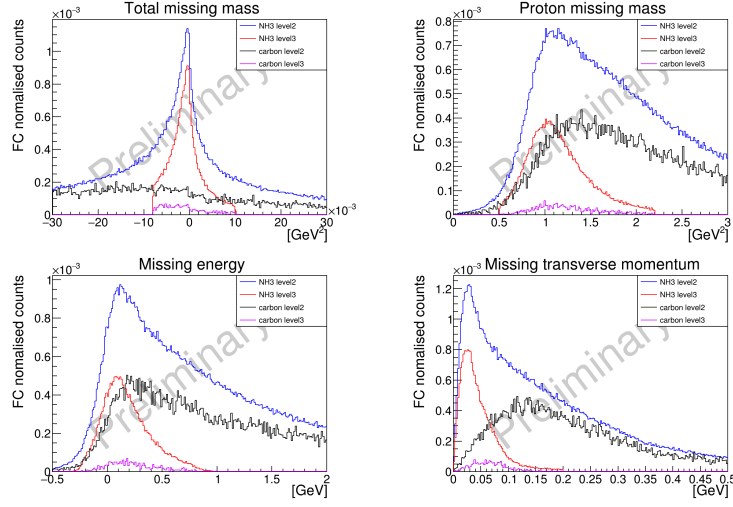 Total missing mass
×10⁻³
FC nomalised counts
1
0.8
0.6
0.4
0.2
0
−30 −20 −10 0 10 20 30
×10⁻³
[GeV²]
NH3 level2
NH3 level3
carbon level2
carbon level3
Preliminary
Proton missing mass
×10⁻³
FC nomalised counts
0.8
0.7
0.6
0.5
0.4
0.3
0.2
0.1
0
0 0.5 1 1.5 2 2.5 3
[GeV²]
NH3 level2
NH3 level3
carbon level2
carbon level3
Preliminary
Missing energy
×10⁻³
FC nomalised counts
1
0.8
0.6
0.4
0.2
0
−0.5 0 0.5 1 1.5 2
[GeV]
NH3 level2
NH3 level3
carbon level2
carbon level3
Preliminary
Missing transverse momentum
×10⁻³
FC nomalised counts
1.2
1
0.8
0.6
0.4
0.2
0
0 0.05 0.1 0.15 0.2 0.25 0.3 0.35 0.4 0.45 0.5
[GeV]
NH3 level2
NH3 level3
carbon level2
carbon level3
Preliminary